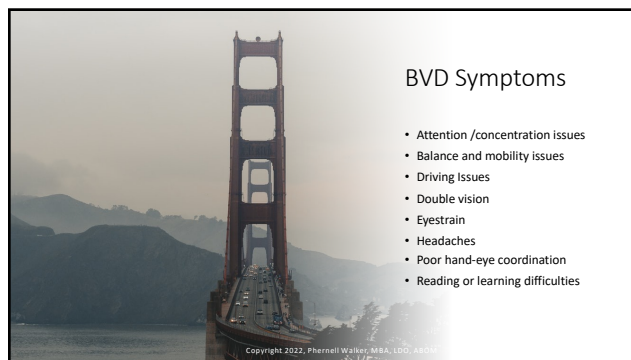 BVD Symptoms
• Attention /concentration issues
• Balance and mobility issues
• Driving Issues
• Double vision
• Eyestrain
• Headaches
• Poor hand-eye coordination
• Reading or learning difficulties
Copyright 2022, Phernell Walker, MBA, LDO, ABOM